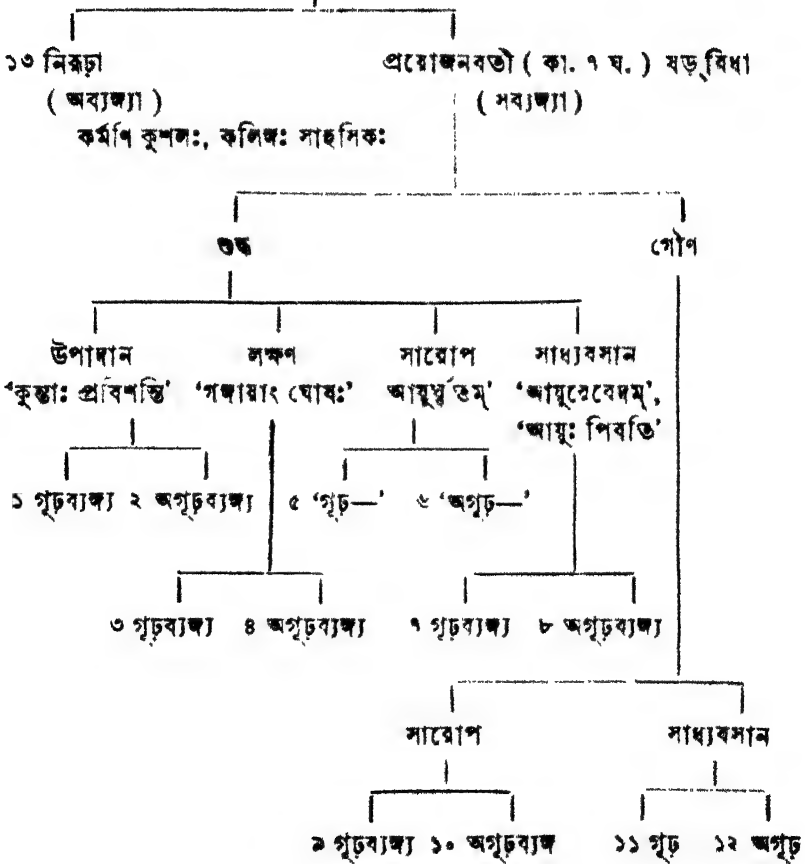 ১৩ নিরূঢ়া প্রয়োজনবতী ( কা. ৭ ঘ. ) ষড়্‌বিধা
( অব্যঙ্গ্যা ) ( সব্যঙ্গ্যা )
কর্মণি কুশলঃ, কলিঙ্গঃ সাহসিকঃ
শুদ্ধ গৌণ
উপাদান লক্ষণ সারোপ সাধ্যবসান
‘কুন্তাঃ প্রবিশন্তি’ ‘গঙ্গায়াং ঘোষঃ’ আয়ুর্ঘৃতম্’ ‘আয়ুরেবেদম্’,
‘আয়ুঃ পিবতি’
১ গূঢ়ব্যঙ্গ্য ২ অগূঢ়ব্যঙ্গ্য ৫ ‘গূঢ়—’ ৬ ‘অগূঢ়—’
৩ গূঢ়ব্যঙ্গ্য ৪ অগূঢ়ব্যঙ্গ্য ৭ গূঢ়ব্যঙ্গ্য ৮ অগূঢ়ব্যঙ্গ্য
সারোপ সাধ্যবসান
৯ গূঢ়ব্যঙ্গ্য ১০ অগূঢ়ব্যঙ্গ ১১ গূঢ় ১২ অগূঢ়